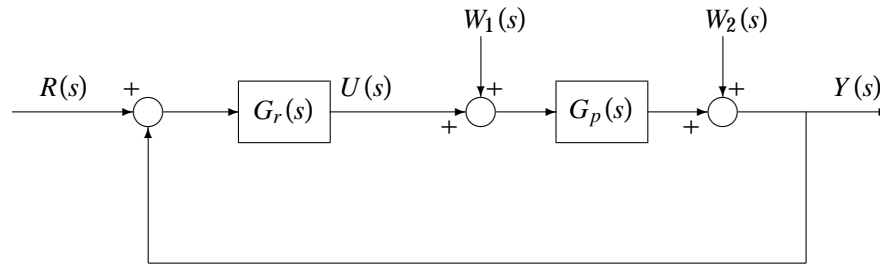 W₁(s) W₂(s)
R(s) + U(s) + + Y(s)
G_r(s) G_p(s)
+ +